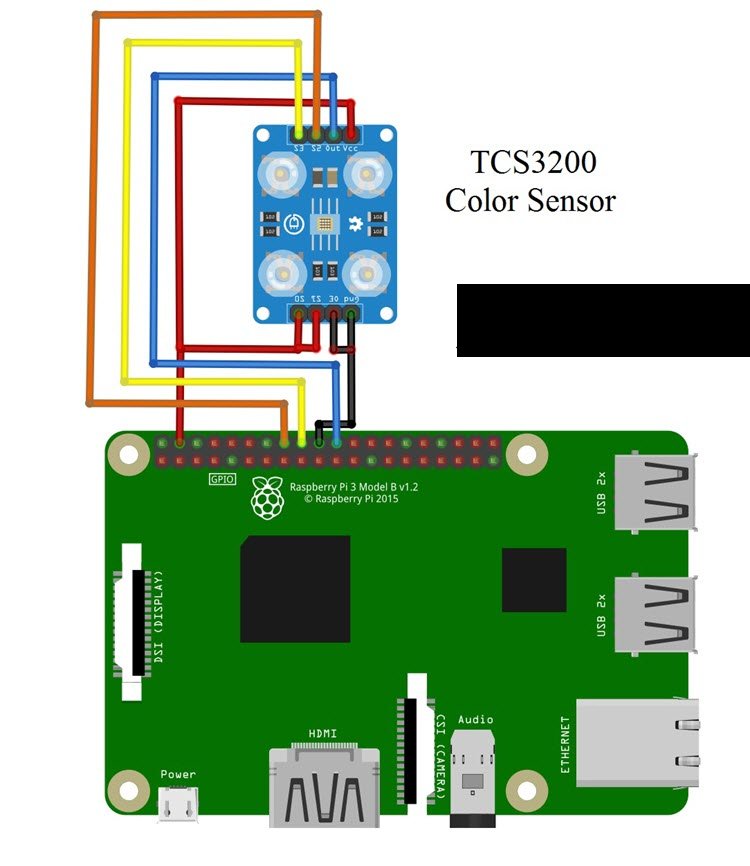 TCS3200
Color Sensor
S3 S2 Out Vcc
S0 S1 OE Gnd
GPIO
Raspberry Pi 3 Model B v1.2
© Raspberry Pi 2015
USB 2x
USB 2x
DSI (DISPLAY)
HDMI
CSI (CAMERA)
Audio
ETHERNET
Power